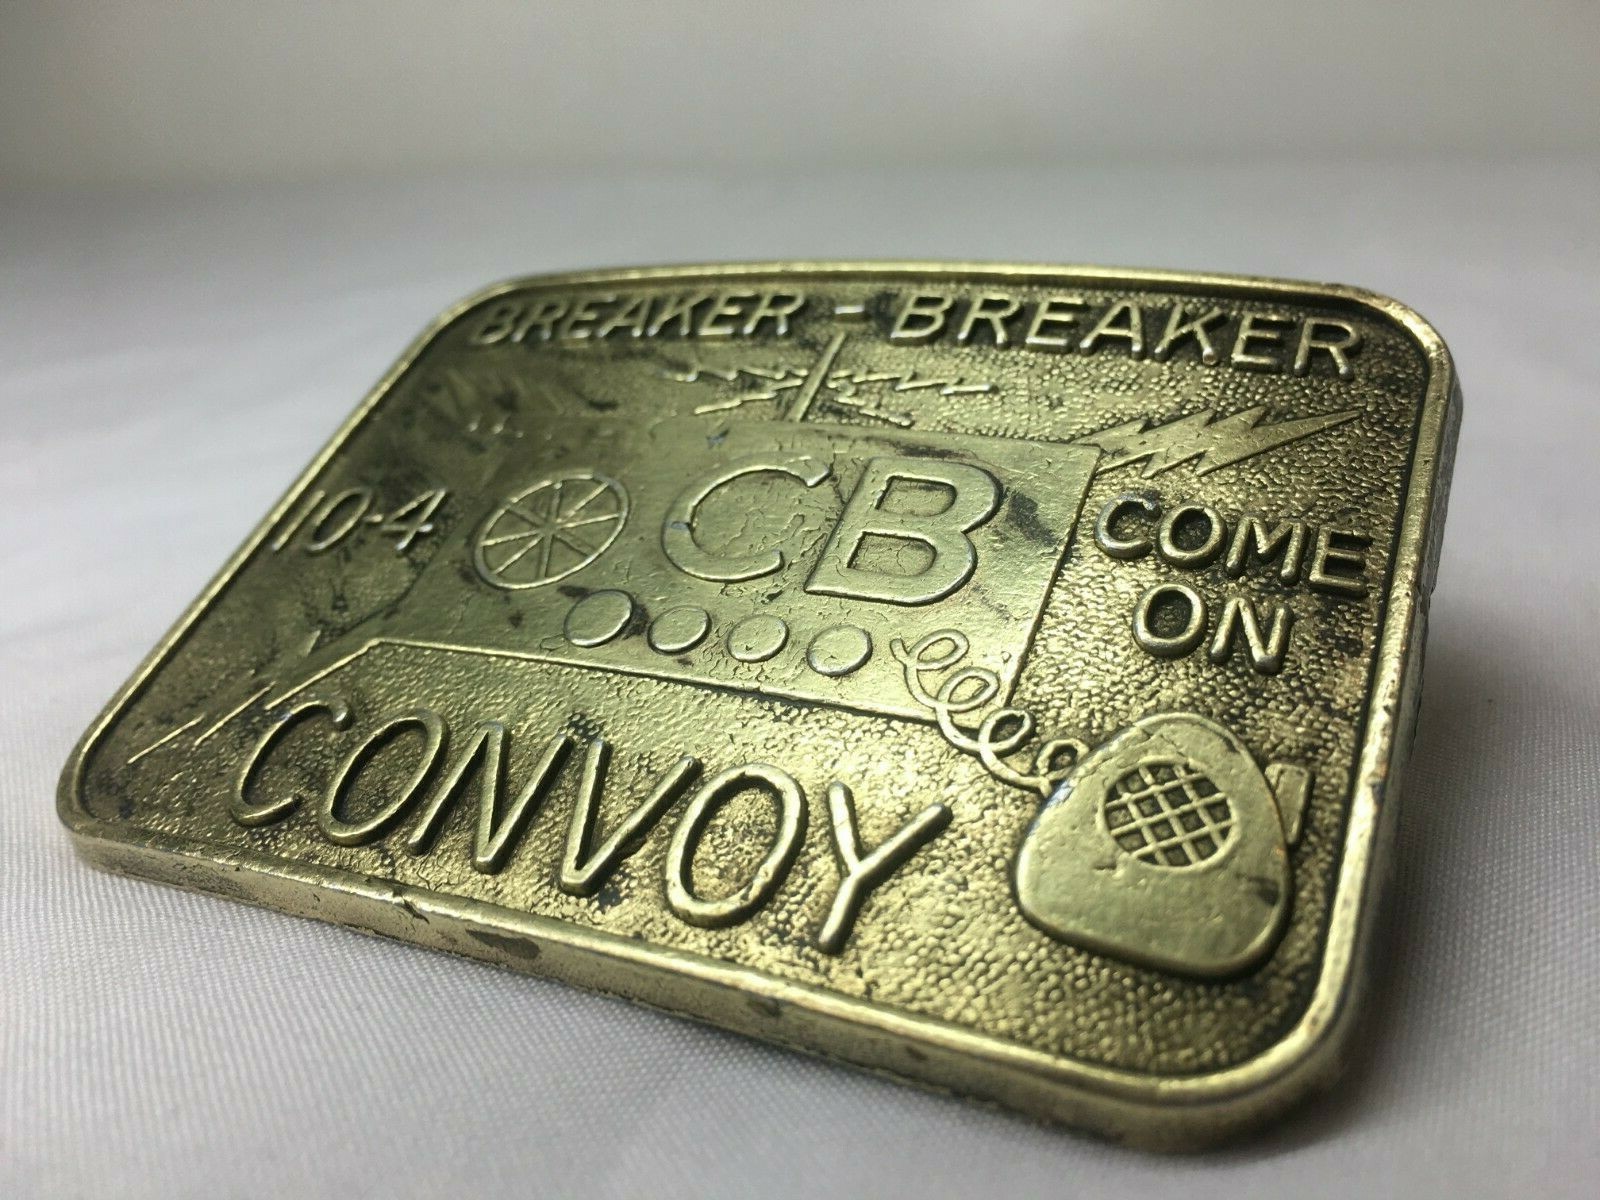 BREAKER - BREAKER
10-4
CB
COME
ON
CONVOY